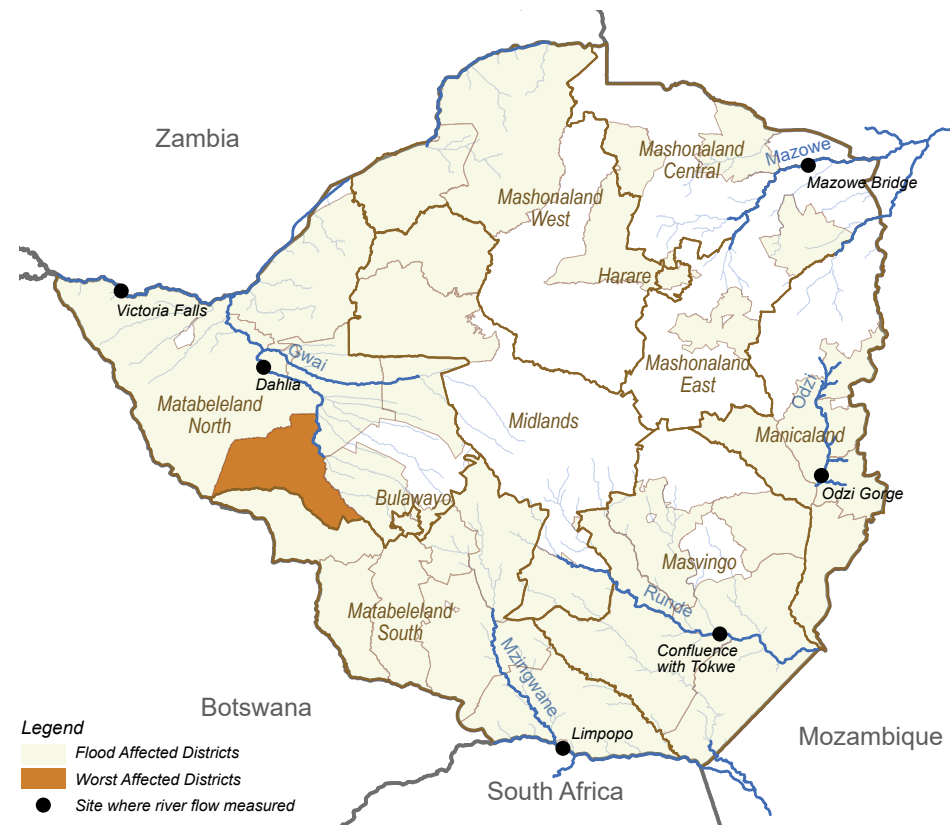 Zambia
Mashonaland
Central
Mazowe
Mazowe Bridge
Mashonaland
West
Harare
Victoria Falls
Gwai
Dahlia
Mashonaland
East
Odzi
Matabeleland
North
Midlands
Manicaland
Odzi Gorge
Bulawayo
Masvingo
Runde
Matabeleland
South
Confluence
with Tokwe
Mzingwane
Botswana
Limpopo
Mozambique
South Africa
Legend
Flood Affected Districts
Worst Affected Districts
Site where river flow measured